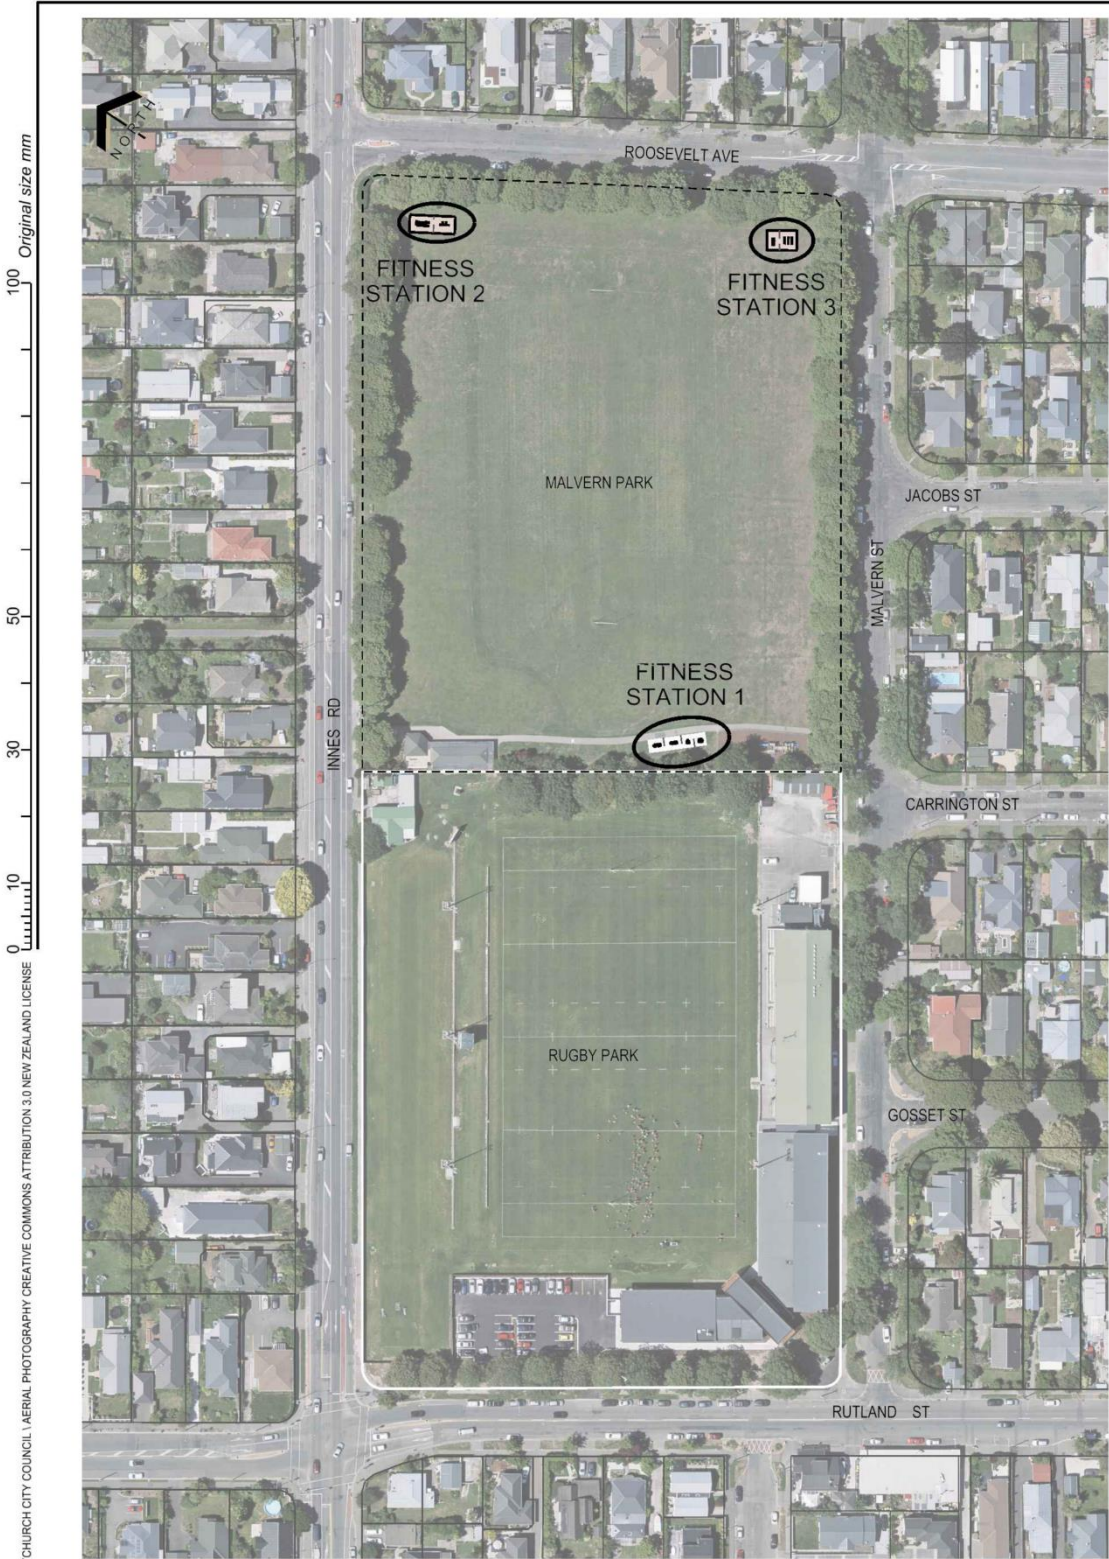 NORTH
ROOSEVELT AVE
FITNESS
STATION 2
FITNESS
STATION 3
MALVERN PARK
JACOBS ST
MALVERN ST
FITNESS
STATION 1
INNES RD
CARRINGTON ST
RUGBY PARK
GOSSET ST
RUTLAND ST
0 10 30 50 100 Original size mm
CHURCH CITY COUNCIL \ AERIAL PHOTOGRAPHY CREATIVE COMMONS ATTRIBUTION 3.0 NEW ZEALAND LICENSE